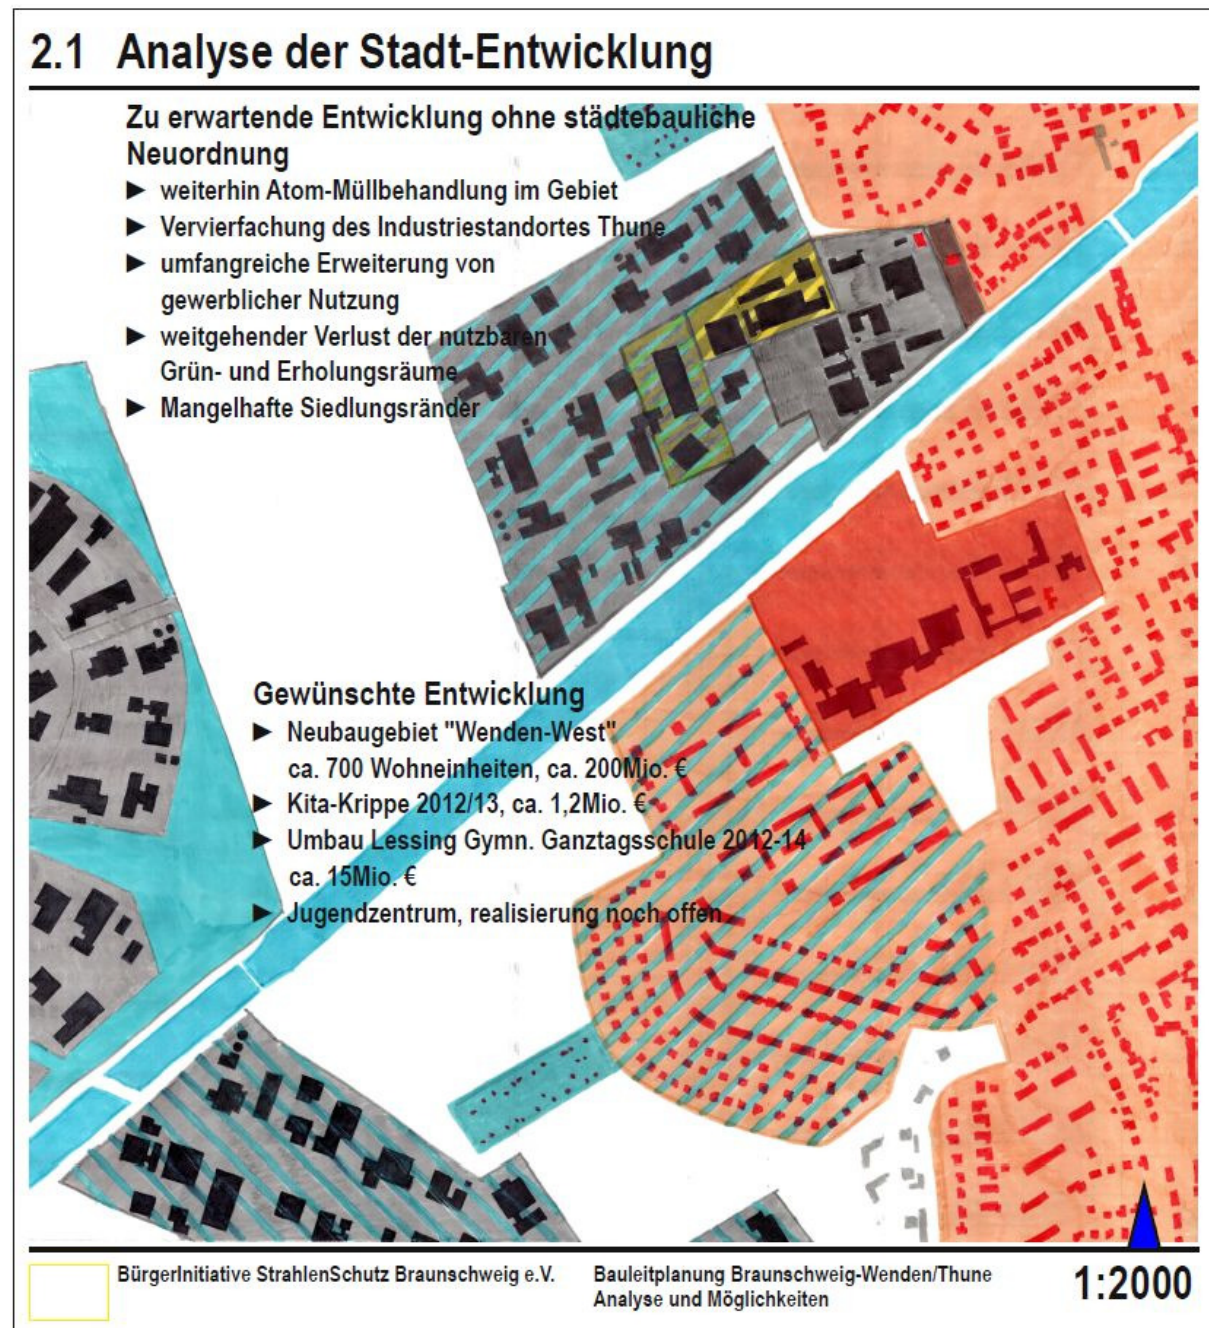 2.1 Analyse der Stadt-Entwicklung
Zu erwartende Entwicklung ohne städtebauliche
Neuordnung
► weiterhin Atom-Müllbehandlung im Gebiet
► Vervierfachung des Industriestandortes Thune
► umfangreiche Erweiterung von
gewerblicher Nutzung
► weitgehender Verlust der nutzbaren
Grün- und Erholungsräume
► Mangelhafte Siedlungsränder
Gewünschte Entwicklung
► Neubaugebiet "Wenden-West"
ca. 700 Wohneinheiten, ca. 200Mio. €
► Kita-Krippe 2012/13, ca. 1,2Mio. €
► Umbau Lessing Gymn. Ganztagsschule 2012-14
ca. 15Mio. €
► Jugendzentrum, realisierung noch offen
BürgerInitiative StrahlenSchutz Braunschweig e.V.
Bauleitplanung Braunschweig-Wenden/Thune
Analyse und Möglichkeiten
1:2000